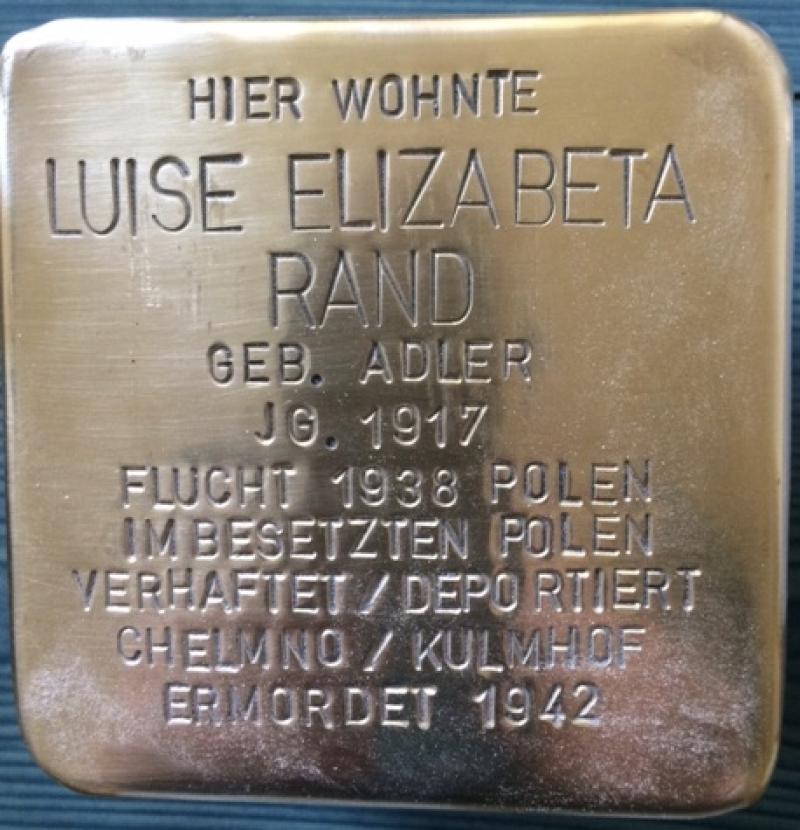 HIER WOHNTE
LUISE ELIZABETA
RAND
GEB. ADLER
JG. 1917
FLUCHT 1938 POLEN
IM BESETZTEN POLEN
VERHAFTET / DEPORTIERT
CHELMNO / KULMHOF
ERMORDET 1942